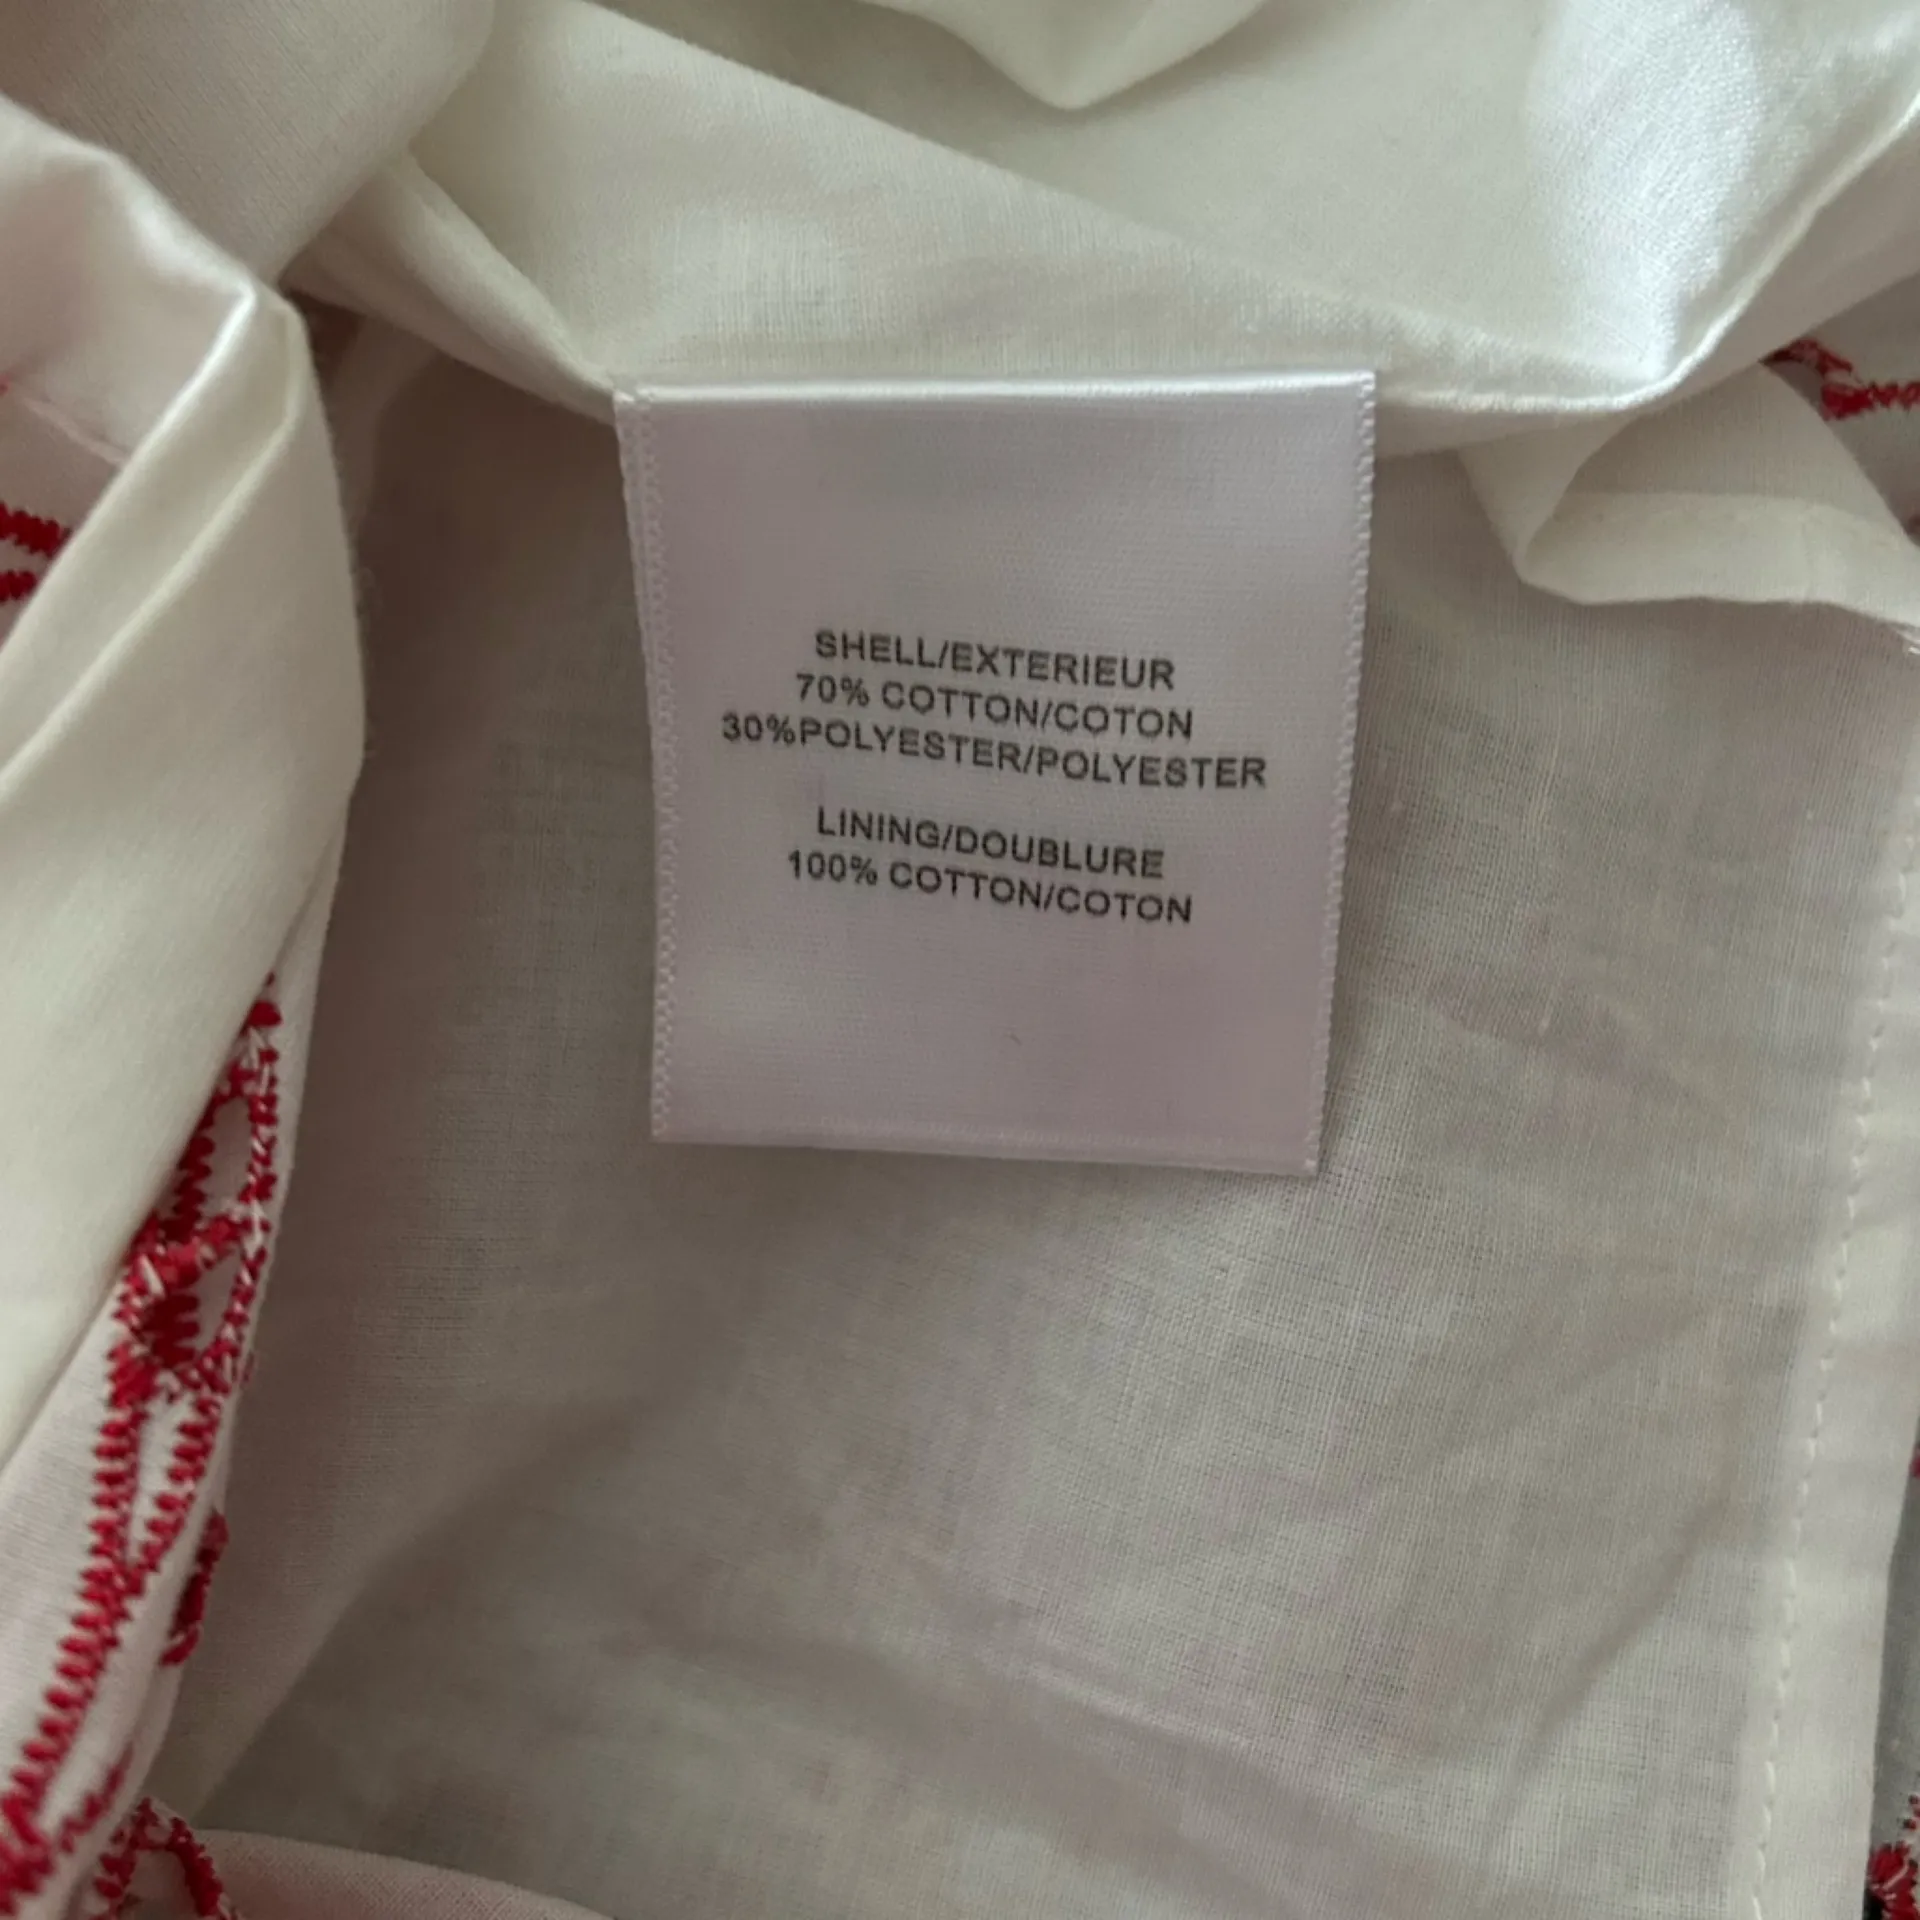 SHELL/EXTERIEUR
70% COTTON/COTON
30%POLYESTER/POLYESTER
LINING/DOUBLURE
100% COTTON/COTON